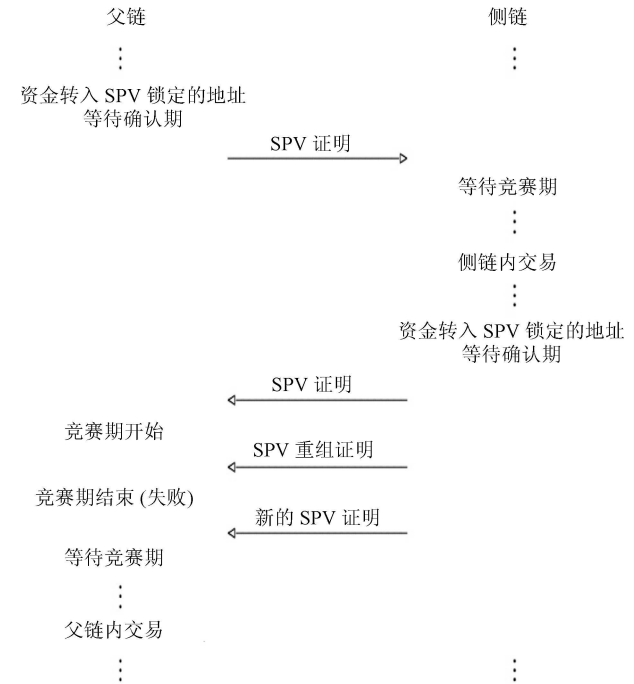 父链
侧链
资金转入 SPV 锁定的地址
等待确认期
SPV 证明
等待竞赛期
侧链内交易
资金转入 SPV 锁定的地址
等待确认期
SPV 证明
竞赛期开始
SPV 重组证明
竞赛期结束 (失败)
新的 SPV 证明
等待竞赛期
父链内交易